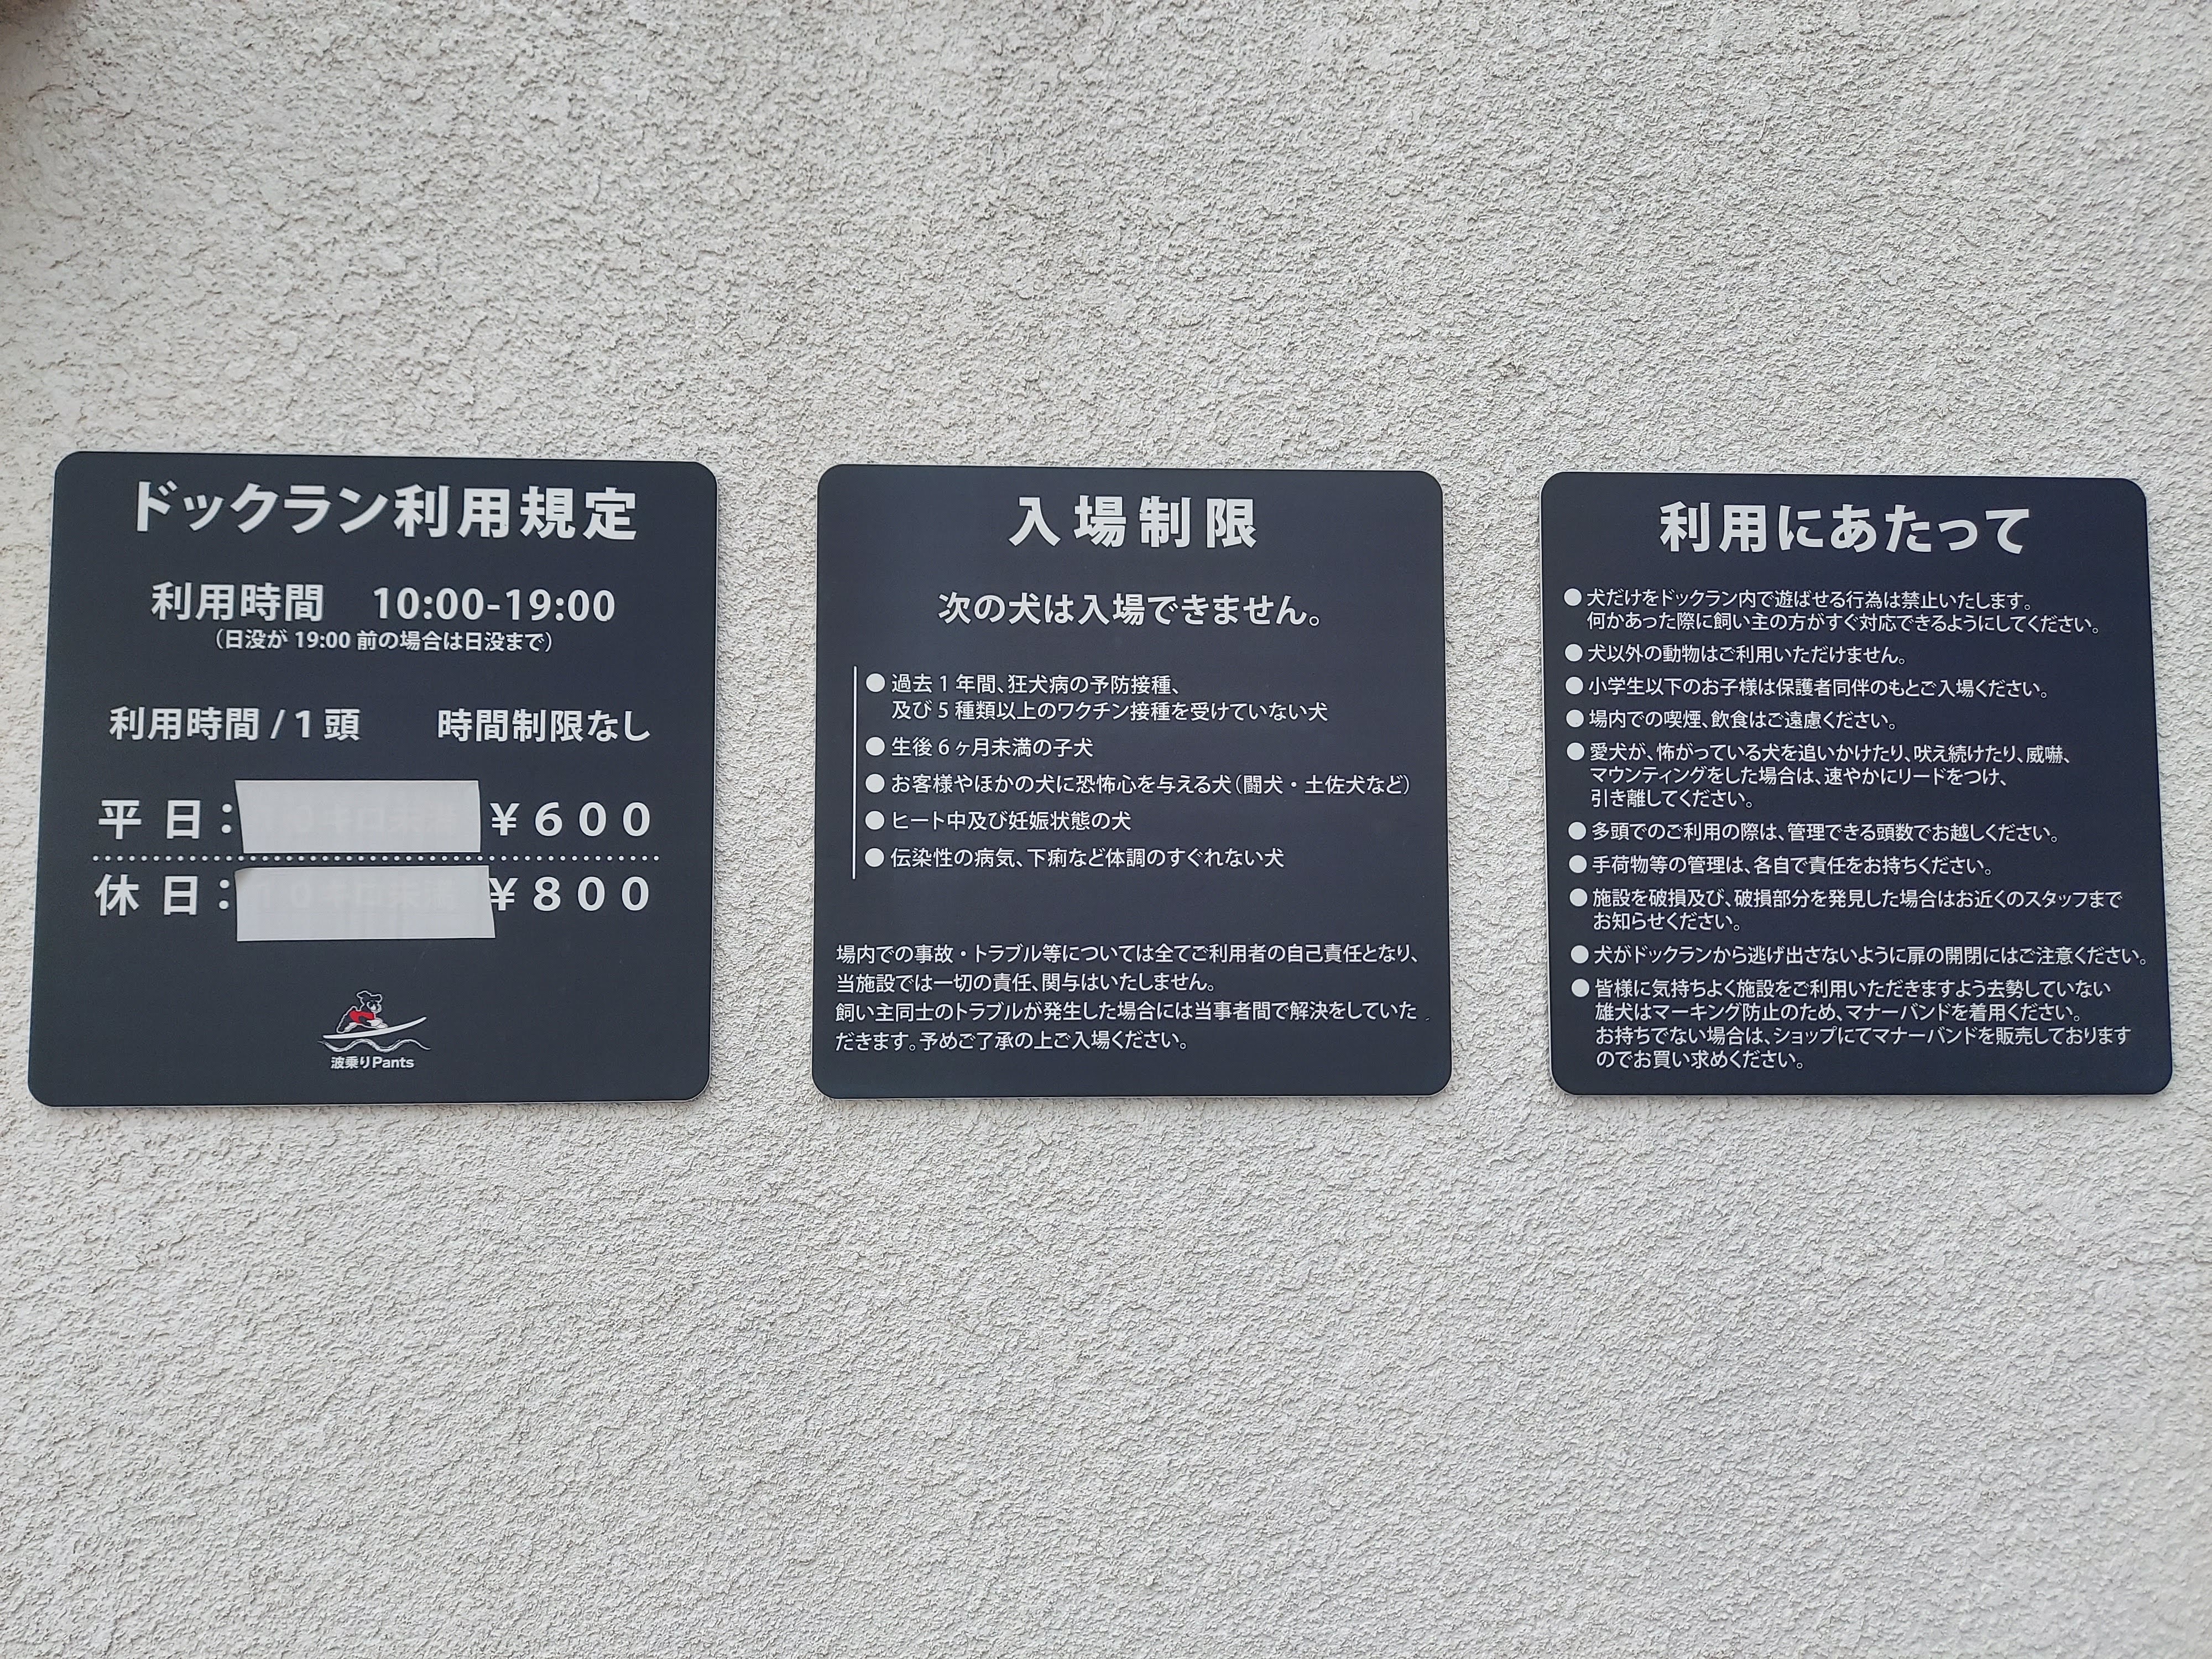 ドックラン利用規定
利用時間 10:00-19:00
(日没が 19:00 前の場合は日没まで)
利用時間 / 1 頭 時間制限なし
平 日： ￥６００
休 日： ￥８００
波乗りPants
入場制限
次の犬は入場できません。
● 過去 1 年間、狂犬病の予防接種、
及び 5 種類以上のワクチン接種を受けていない犬
● 生後 6 ヶ月未満の子犬
● お客様やほかの犬に恐怖心を与える犬（闘犬・土佐犬など）
● ヒート中及び妊娠状態の犬
● 伝染性の病気、下痢など体調のすぐれない犬
場内での事故・トラブル等については全てご利用者の自己責任となり、
当施設では一切の責任、関与はいたしません。
飼い主同士のトラブルが発生した場合には当事者間で解決をしていた
だきます。予めご了承の上ご入場ください。
利用にあたって
● 犬だけをドックラン内で遊ばせる行為は禁止いたします。
何かあった際に飼い主の方がすぐ対応できるようにしてください。
● 犬以外の動物はご利用いただけません。
● 小学生以下のお子様は保護者同伴のもとご入場ください。
● 場内での喫煙、飲食はご遠慮ください。
● 愛犬が、怖がっている犬を追いかけたり、吠え続けたり、威嚇、
マウンティングをした場合は、速やかにリードをつけ、
引き離してください。
● 多頭でのご利用の際は、管理できる頭数でお越しください。
● 手荷物等の管理は、各自で責任をお持ちください。
● 施設を破損及び、破損部分を発見した場合はお近くのスタッフまで
お知らせください。
● 犬がドックランから逃げ出さないように扉の開閉にはご注意ください。
● 皆様に気持ちよく施設をご利用いただきますよう去勢していない
雄犬はマーキング防止のため、マナーバンドを着用ください。
お持ちでない場合は、ショップにてマナーバンドを販売しております
のでお買い求めください。